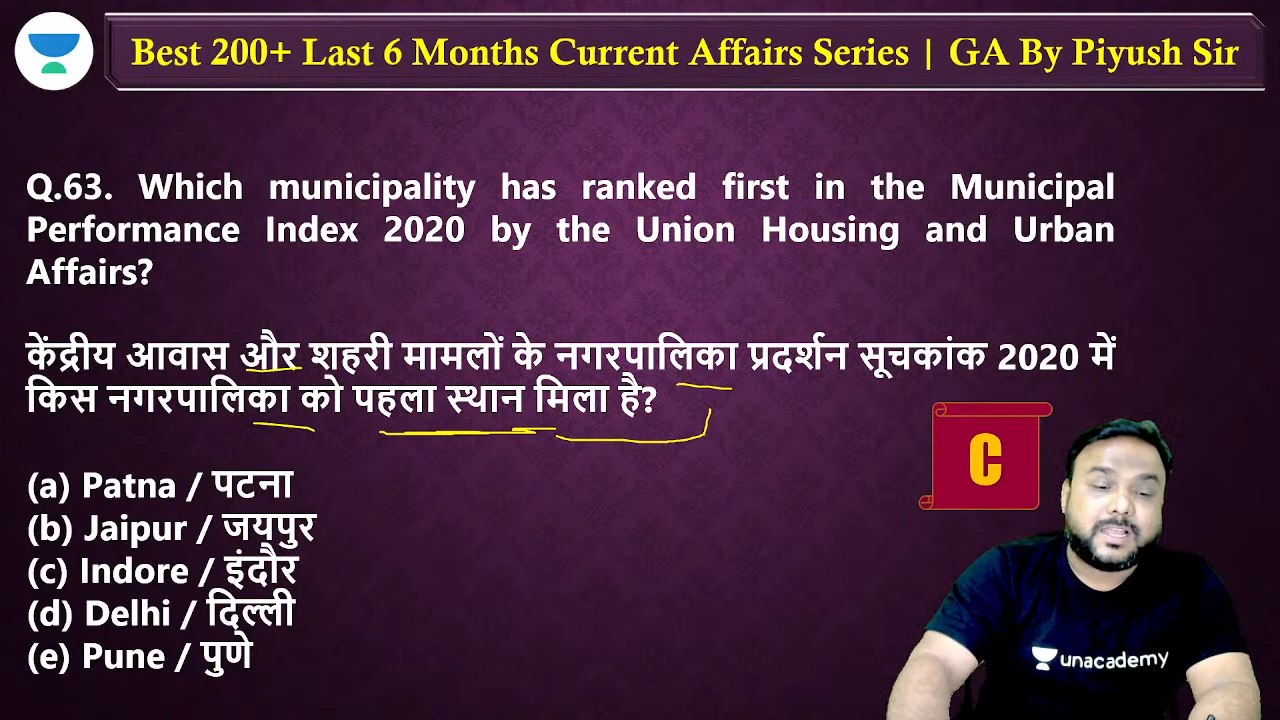 Best 200+ Last 6 Months Current Affairs Series | GA By Piyush Sir
Q.63. Which municipality has ranked first in the Municipal
Performance Index 2020 by the Union Housing and Urban
Affairs?
केंद्रीय आवास और शहरी मामलों के नगरपालिका प्रदर्शन सूचकांक 2020 में
किस नगरपालिका को पहला स्थान मिला है?
C
(a) Patna / पटना
(b) Jaipur / जयपुर
(c) Indore / इंदौर
(d) Delhi / दिल्ली
(e) Pune / पुणे
unacademy